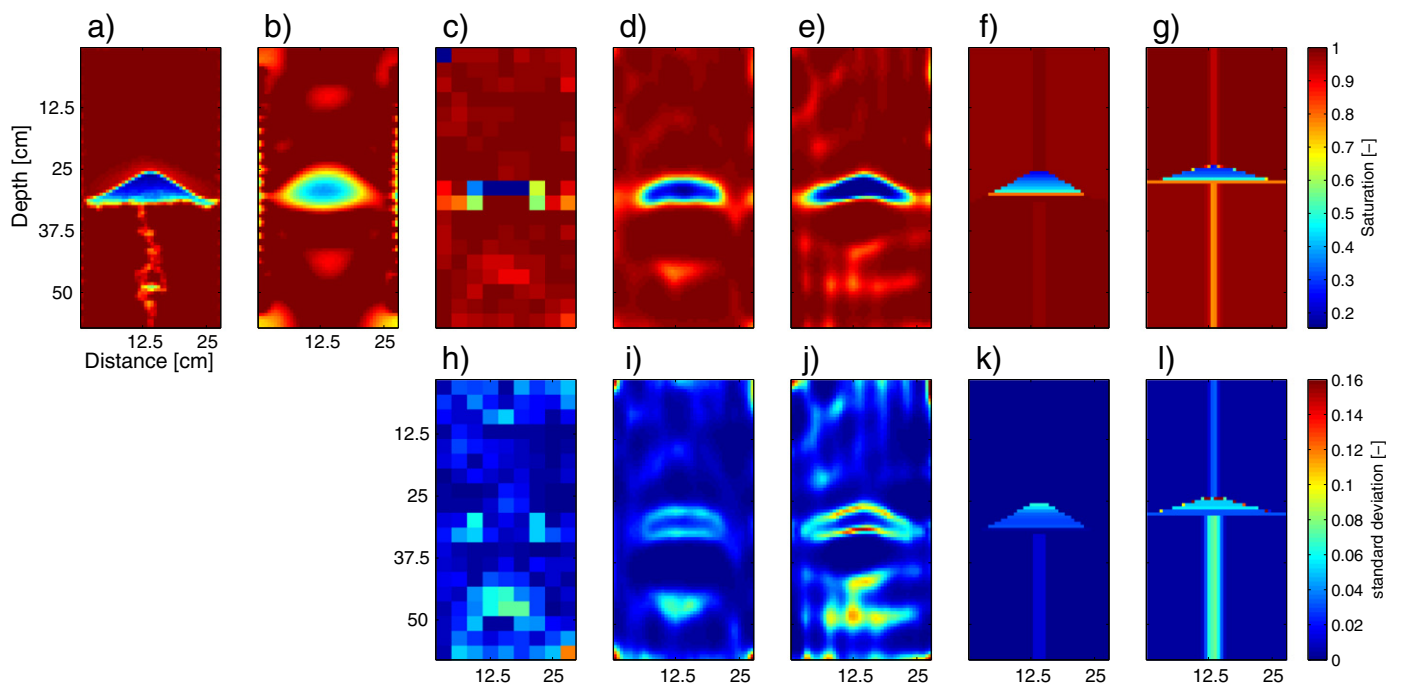 a)
b)
c)
d)
e)
f)
g)
12.5
25
37.5
50
Depth [cm]
12.5 25
Distance [cm]
12.5 25
1
0.9
0.8
0.7
0.6
0.5
0.4
0.3
0.2
Saturation [–]
h)
i)
j)
k)
l)
12.5
25
37.5
50
12.5 25
12.5 25
12.5 25
12.5 25
12.5 25
0.16
0.14
0.12
0.1
0.08
0.06
0.04
0.02
0
standard deviation [–]